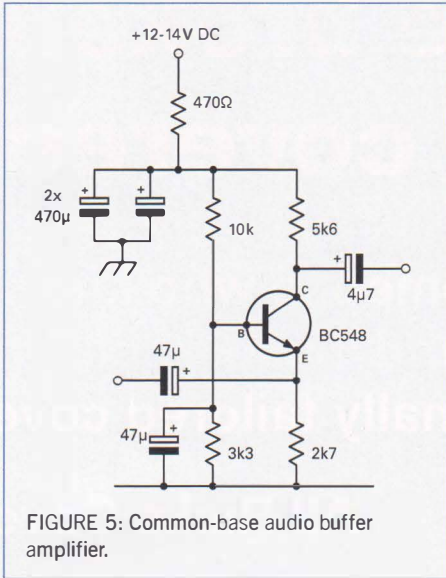 +12-14V DC
470Ω
2x
470µ
10k
5k6
+
+
+
4µ7
C
B
E
BC548
47µ
+
47µ
+
3k3
2k7
FIGURE 5: Common-base audio buffer
amplifier.